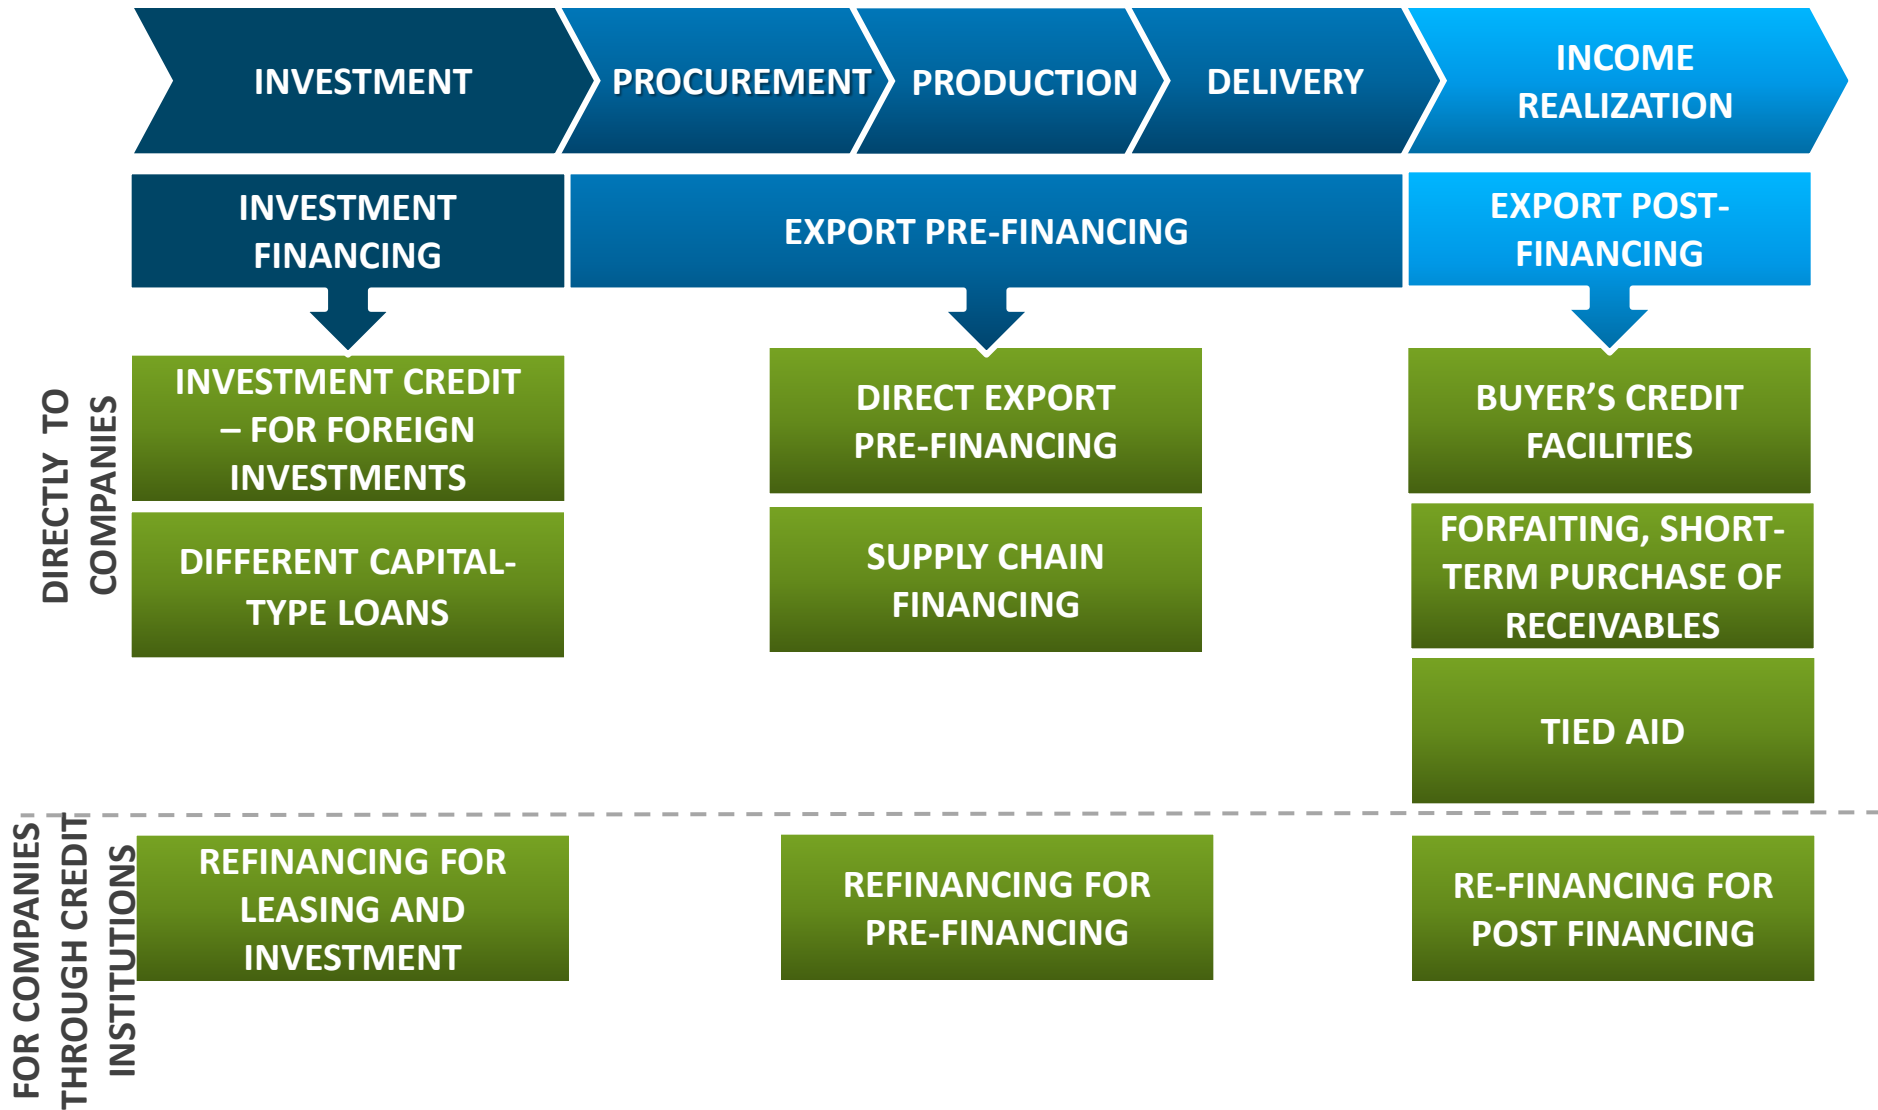 INVESTMENT
PROCUREMENT
PRODUCTION
DELIVERY
INCOME
REALIZATION
INVESTMENT
FINANCING
EXPORT PRE-FINANCING
EXPORT POST-
FINANCING
DIRECTLY TO
COMPANIES
INVESTMENT CREDIT
– FOR FOREIGN
INVESTMENTS
DIRECT EXPORT
PRE-FINANCING
BUYER’S CREDIT
FACILITIES
DIFFERENT CAPITAL-
TYPE LOANS
SUPPLY CHAIN
FINANCING
FORFAITING, SHORT-
TERM PURCHASE OF
RECEIVABLES
TIED AID
FOR COMPANIES
THROUGH CREDIT
INSTITUTIONS
REFINANCING FOR
LEASING AND
INVESTMENT
REFINANCING FOR
PRE-FINANCING
RE-FINANCING FOR
POST FINANCING